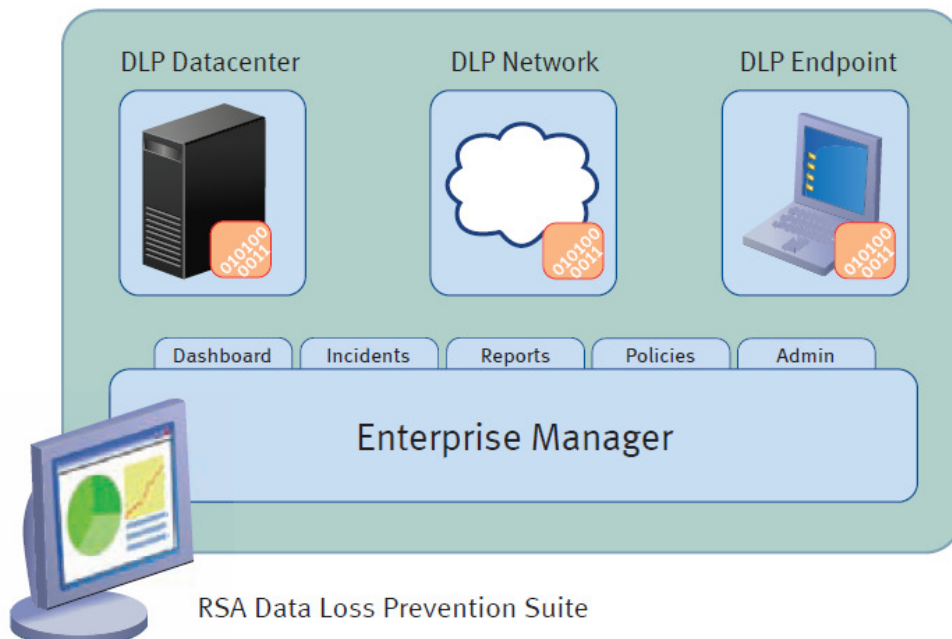 DLP Datacenter
DLP Network
DLP Endpoint
010100
0011
010100
0011
010100
0011
Dashboard
Incidents
Reports
Policies
Admin
Enterprise Manager
RSA Data Loss Prevention Suite